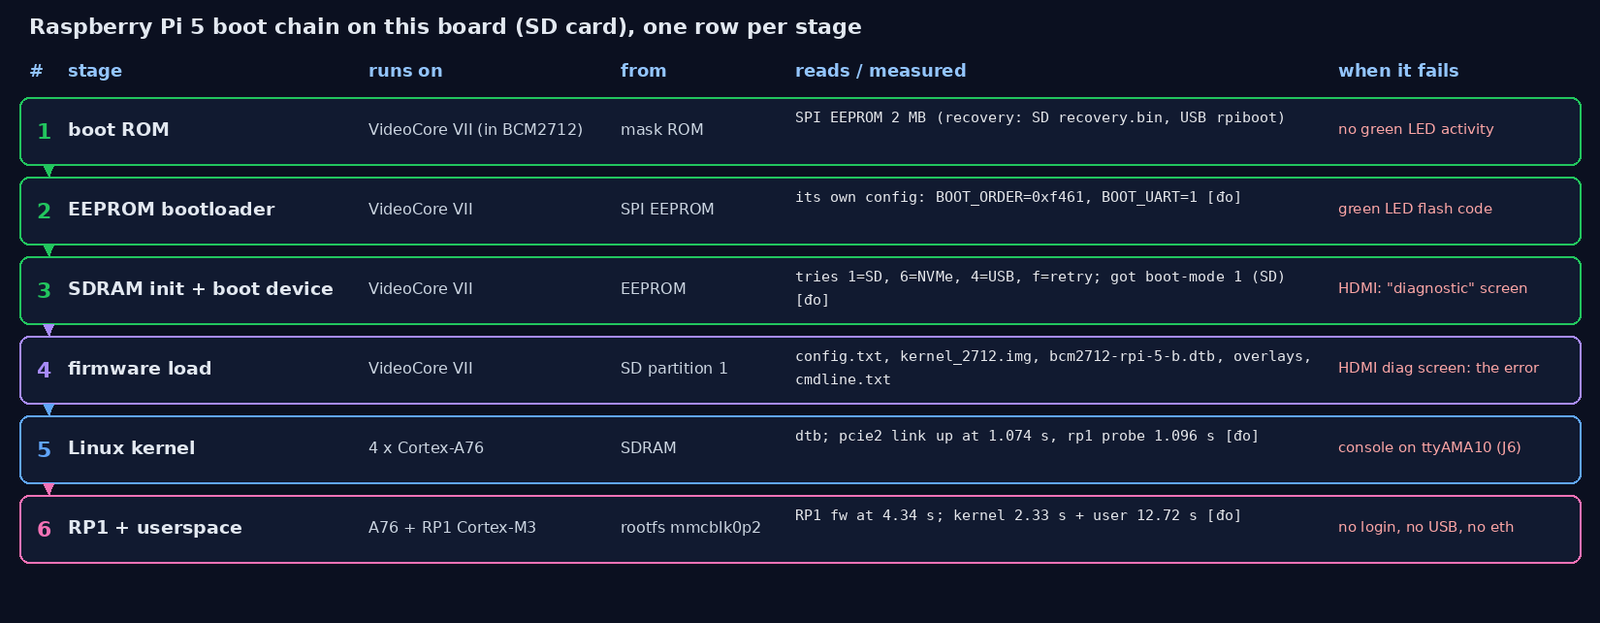 Raspberry Pi 5 boot chain on this board (SD card), one row per stage
# stage runs on from reads / measured when it fails
1 boot ROM VideoCore VII (in BCM2712) mask ROM SPI EEPROM 2 MB (recovery: SD recovery.bin, USB rpiboot) no green LED activity
2 EEPROM bootloader VideoCore VII SPI EEPROM its own config: BOOT_ORDER=0xf461, BOOT_UART=1 [đo] green LED flash code
3 SDRAM init + boot device VideoCore VII EEPROM tries 1=SD, 6=NVMe, 4=USB, f=retry; got boot-mode 1 (SD) HDMI: "diagnostic" screen
[đo]
4 firmware load VideoCore VII SD partition 1 config.txt, kernel_2712.img, bcm2712-rpi-5-b.dtb, overlays, HDMI diag screen: the error
cmdline.txt
5 Linux kernel 4 x Cortex-A76 SDRAM dtb; pcie2 link up at 1.074 s, rp1 probe 1.096 s [đo] console on ttyAMA10 (J6)
6 RP1 + userspace A76 + RP1 Cortex-M3 rootfs mmcblk0p2 RP1 fw at 4.34 s; kernel 2.33 s + user 12.72 s [đo] no login, no USB, no eth